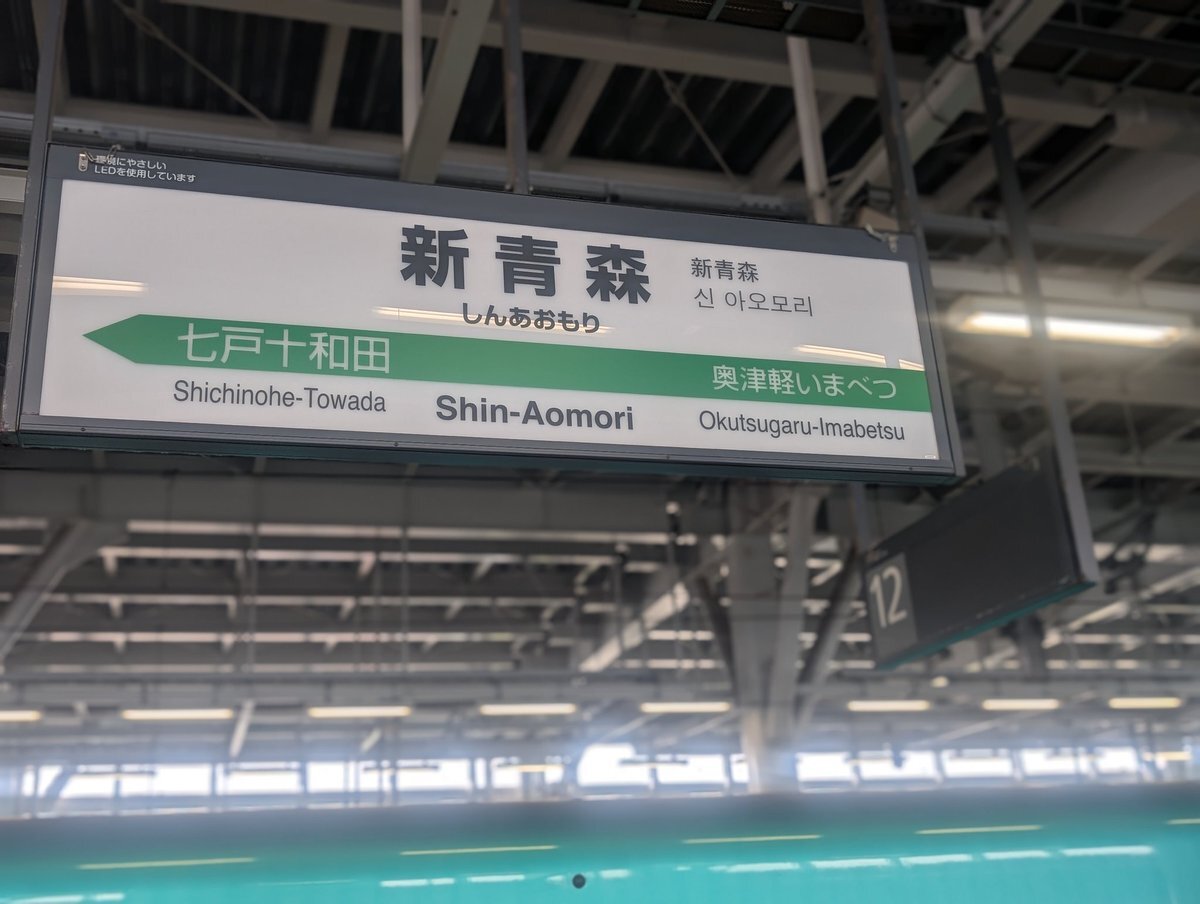 環境にやさしい
LEDを使用しています
新青森
新青森
신 아오모리
しんあおもり
七戸十和田
奥津軽いまべつ
Shichinohe-Towada
Shin-Aomori
Okutsugaru-Imabetsu
12